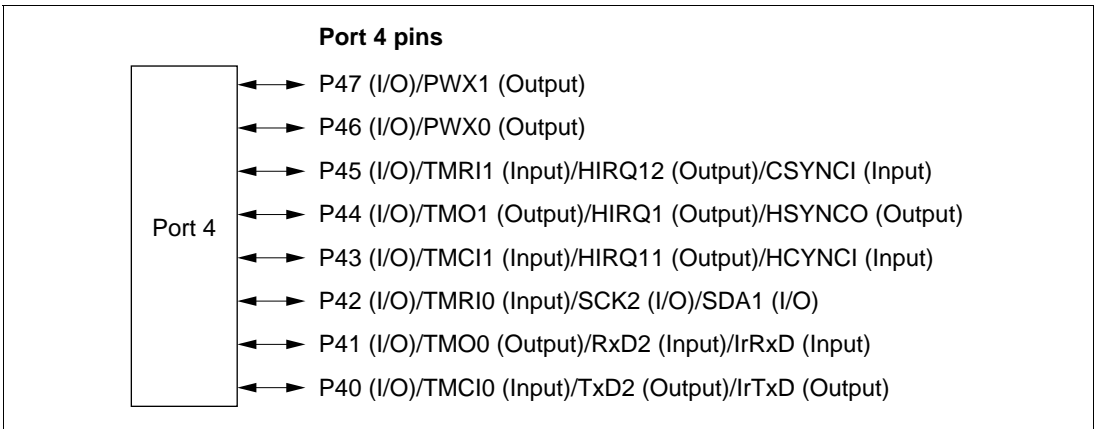 Port 4 pins
P47 (I/O)/PWX1 (Output)
P46 (I/O)/PWX0 (Output)
P45 (I/O)/TMRI1 (Input)/HIRQ12 (Output)/CSYNCI (Input)
Port 4
P44 (I/O)/TMO1 (Output)/HIRQ1 (Output)/HSYNCO (Output)
P43 (I/O)/TMCI1 (Input)/HIRQ11 (Output)/HCYNCI (Input)
P42 (I/O)/TMRI0 (Input)/SCK2 (I/O)/SDA1 (I/O)
P41 (I/O)/TMO0 (Output)/RxD2 (Input)/IrRxD (Input)
P40 (I/O)/TMCI0 (Input)/TxD2 (Output)/IrTxD (Output)